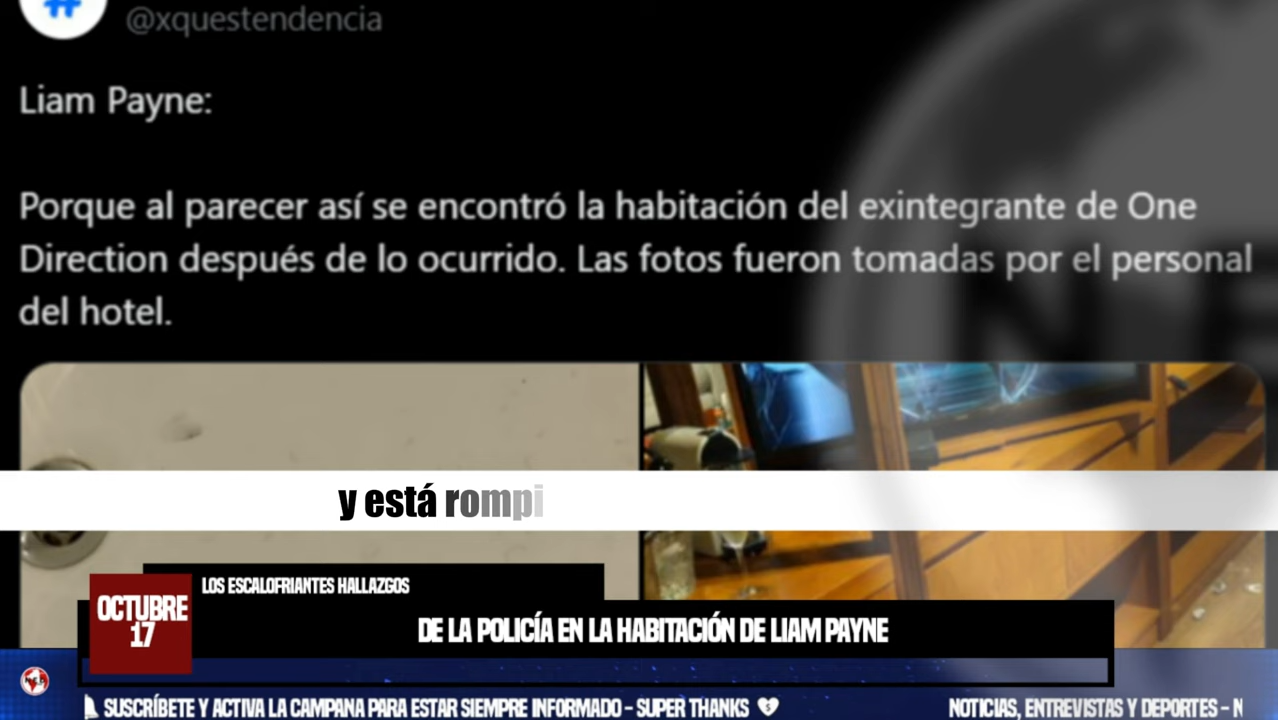 @xquestendencia
Liam Payne:
Porque al parecer así se encontró la habitación del exintegrante de One
Direction después de lo ocurrido. Las fotos fueron tomadas por el personal
del hotel.
y está rompi
LOS ESCALOFRIANTES HALLAZGOS
OCTUBRE
17
DE LA POLICÍA EN LA HABITACIÓN DE LIAM PAYNE
SUSCRÍBETE Y ACTIVA LA CAMPANA PARA ESTAR SIEMPRE INFORMADO - SUPER THANKS
NOTICIAS, ENTREVISTAS Y DEPORTES - N